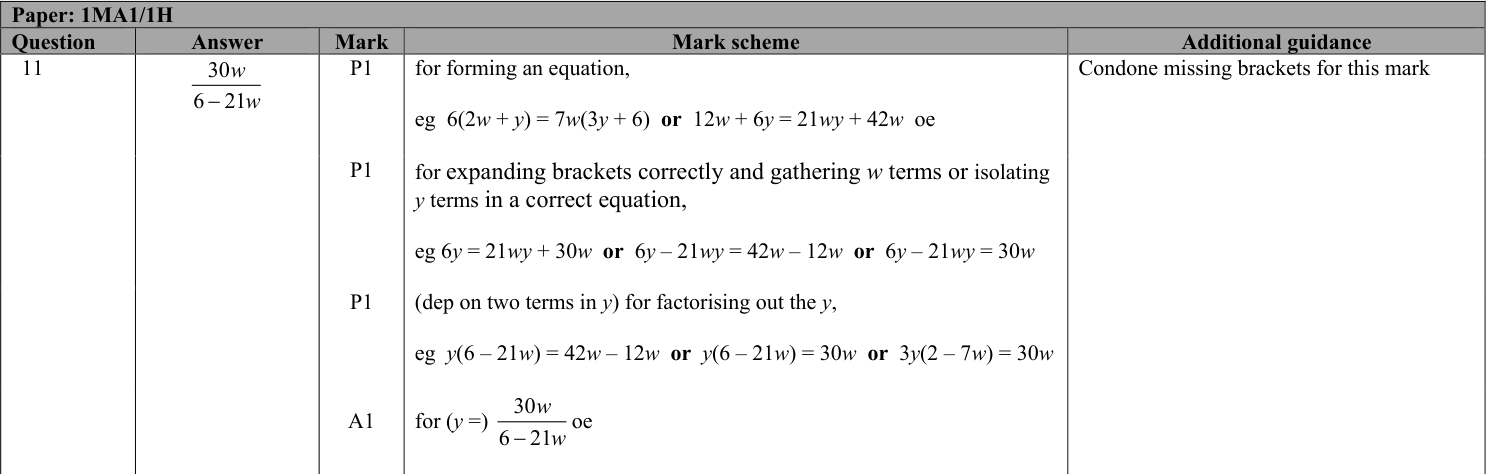 Paper: 1MA1/1H
Question Answer Mark Mark scheme Additional guidance
11 30w / 6 – 21w P1 for forming an equation, Condone missing brackets for this mark
eg 6(2w + y) = 7w(3y + 6) or 12w + 6y = 21wy + 42w oe
P1 for expanding brackets correctly and gathering w terms or isolating
y terms in a correct equation,
eg 6y = 21wy + 30w or 6y – 21wy = 42w – 12w or 6y – 21wy = 30w
P1 (dep on two terms in y) for factorising out the y,
eg y(6 – 21w) = 42w – 12w or y(6 – 21w) = 30w or 3y(2 – 7w) = 30w
A1 for (y =) 30w / 6 – 21w oe